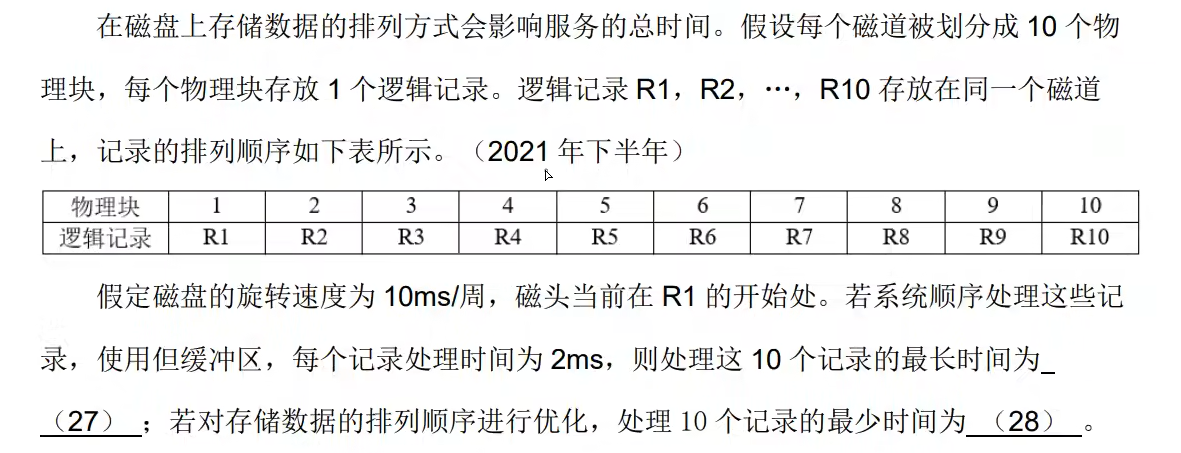 在磁盘上存储数据的排列方式会影响服务的总时间。假设每个磁道被划分成 10 个物
理块，每个物理块存放 1 个逻辑记录。逻辑记录 R1，R2，…，R10 存放在同一个磁道
上，记录的排列顺序如下表所示。（2021 年下半年）
物理块 1 2 3 4 5 6 7 8 9 10
逻辑记录 R1 R2 R3 R4 R5 R6 R7 R8 R9 R10
假定磁盘的旋转速度为 10ms/周，磁头当前在 R1 的开始处。若系统顺序处理这些记
录，使用但缓冲区，每个记录处理时间为 2ms，则处理这 10 个记录的最长时间为_
（27）；若对存储数据的排列顺序进行优化，处理 10 个记录的最少时间为（28）。